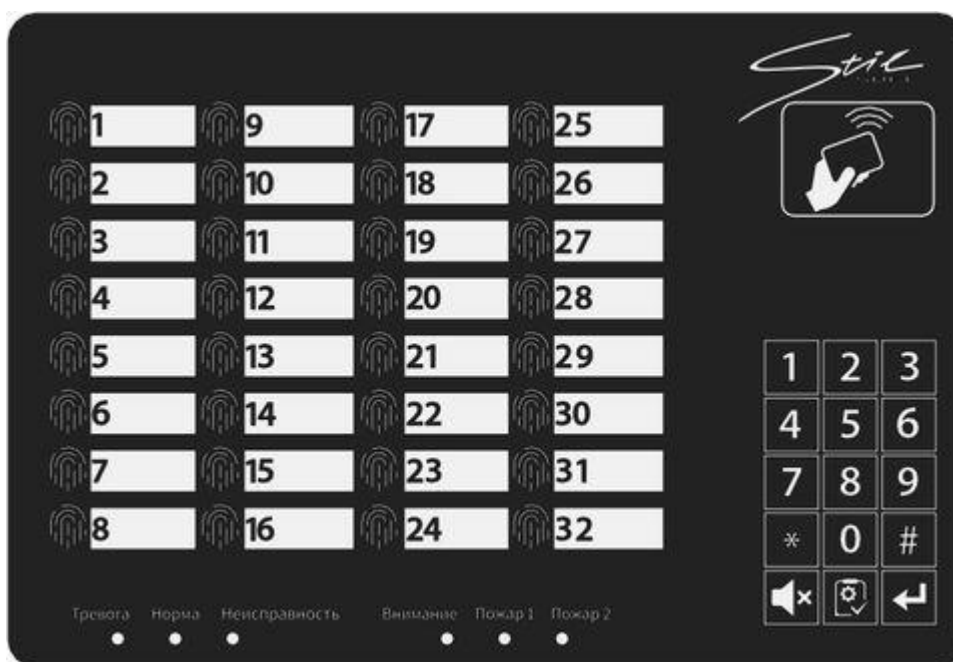 Stil
1 9 17 25
2 10 18 26
3 11 19 27
4 12 20 28
5 13 21 29
6 14 22 30
7 15 23 31
8 16 24 32
1 2 3
4 5 6
7 8 9
* 0 #
Тревога Норма Неисправность Внимание Пожар 1 Пожар 2